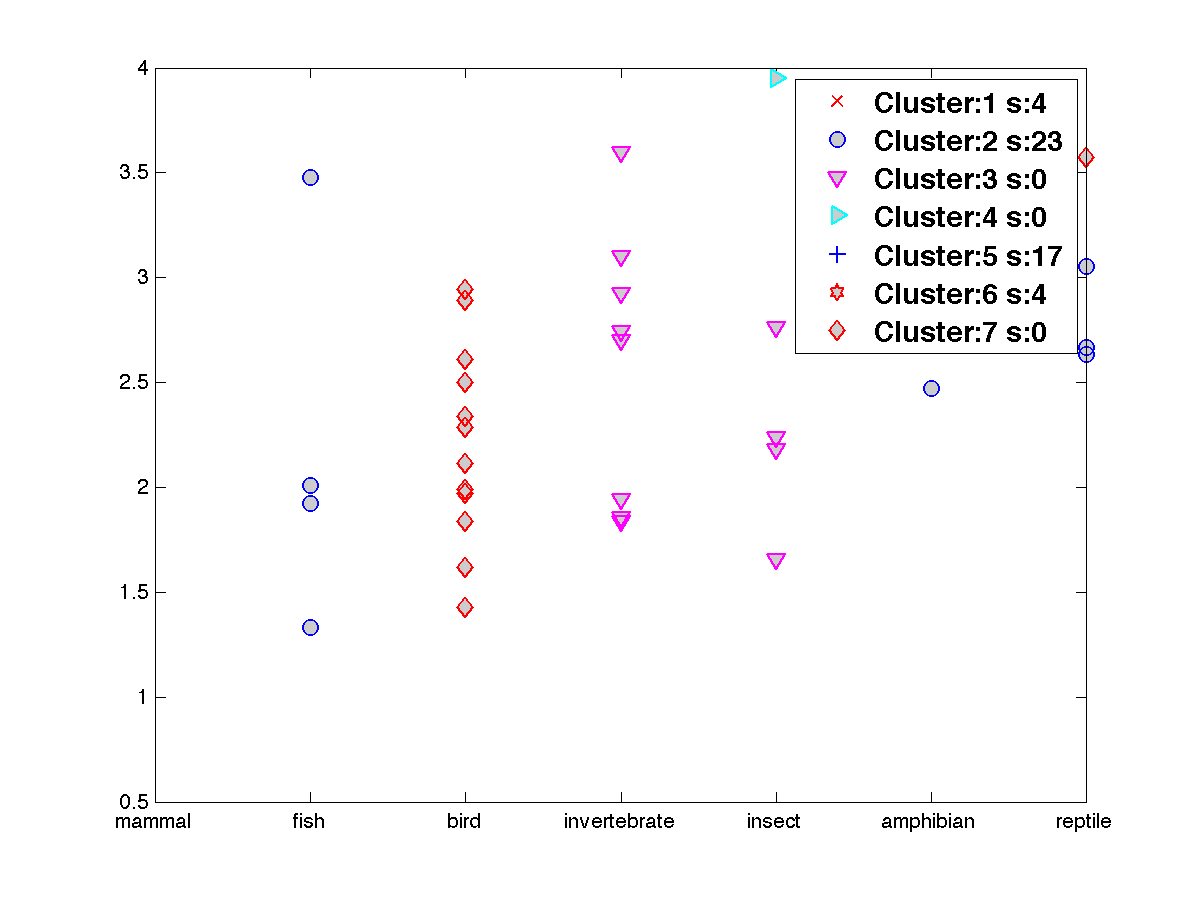 4
3.5
3
2.5
2
1.5
1
0.5
mammal fish bird invertebrate insect amphibian reptile
Cluster:1 s:4
Cluster:2 s:23
Cluster:3 s:0
Cluster:4 s:0
Cluster:5 s:17
Cluster:6 s:4
Cluster:7 s:0